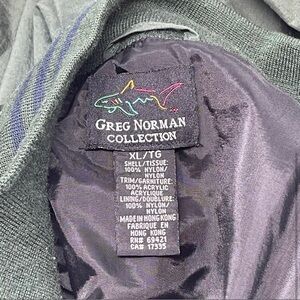 GREG NORMAN
COLLECTION
XL/TG
SHELL/TISSUE:
100% NYLON/
NYLON
TRIM/GARNITURE:
100% ACRYLIC
ACRYLIQUE
LINING/DOUBLURE:
100% NYLON/
NYLON
MADE IN HONG KONG
FABRIQUE EN
HONG KONG
RN# 69421
CA# 17335